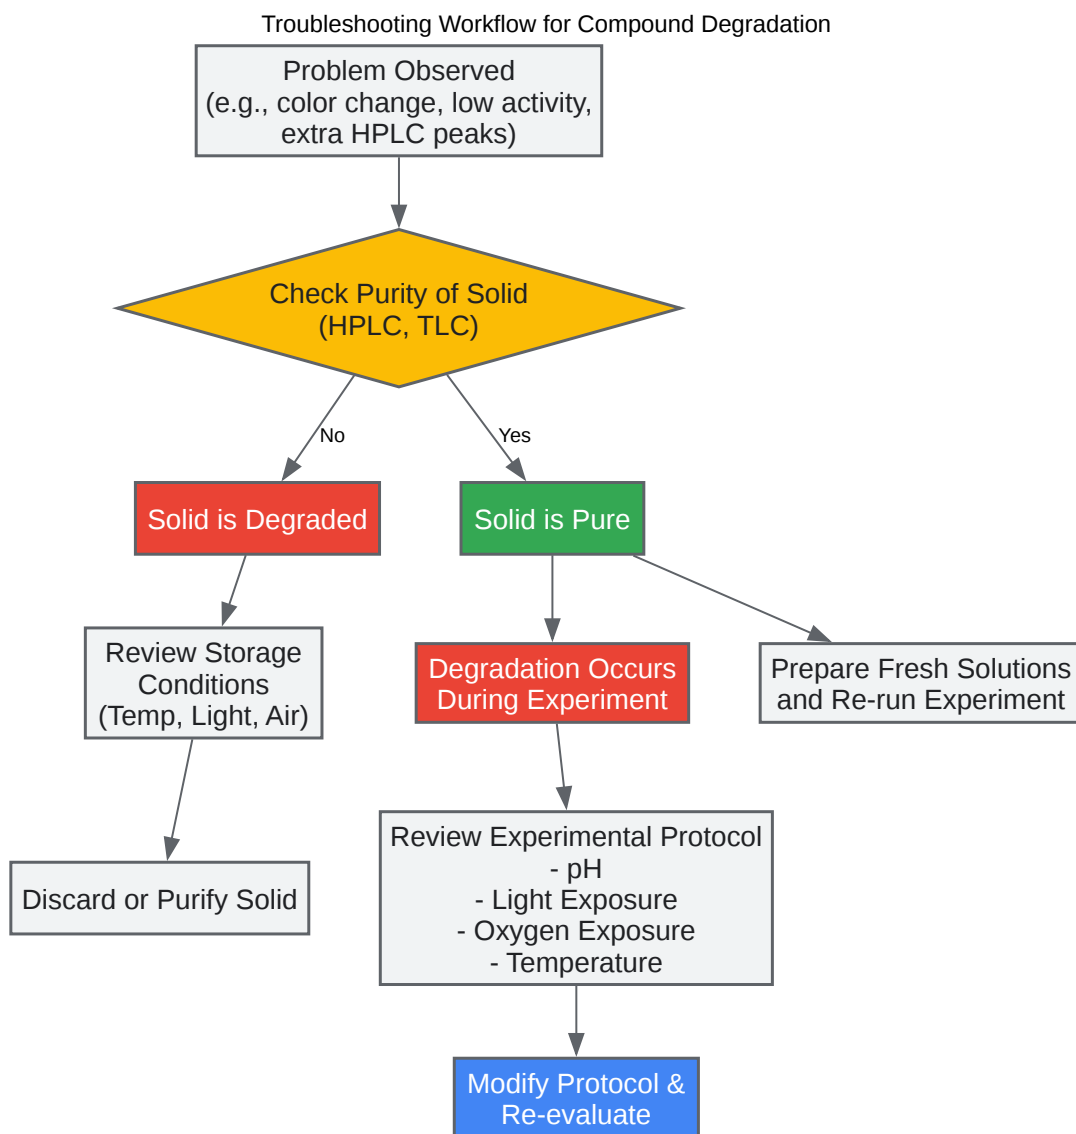 Troubleshooting Workflow for Compound Degradation
Problem Observed
(e.g., color change, low activity,
extra HPLC peaks)
Check Purity of Solid
(HPLC, TLC)
No
Yes
Solid is Degraded
Solid is Pure
Review Storage
Conditions
(Temp, Light, Air)
Degradation Occurs
During Experiment
Prepare Fresh Solutions
and Re-run Experiment
Discard or Purify Solid
Review Experimental Protocol
- pH
- Light Exposure
- Oxygen Exposure
- Temperature
Modify Protocol &
Re-evaluate